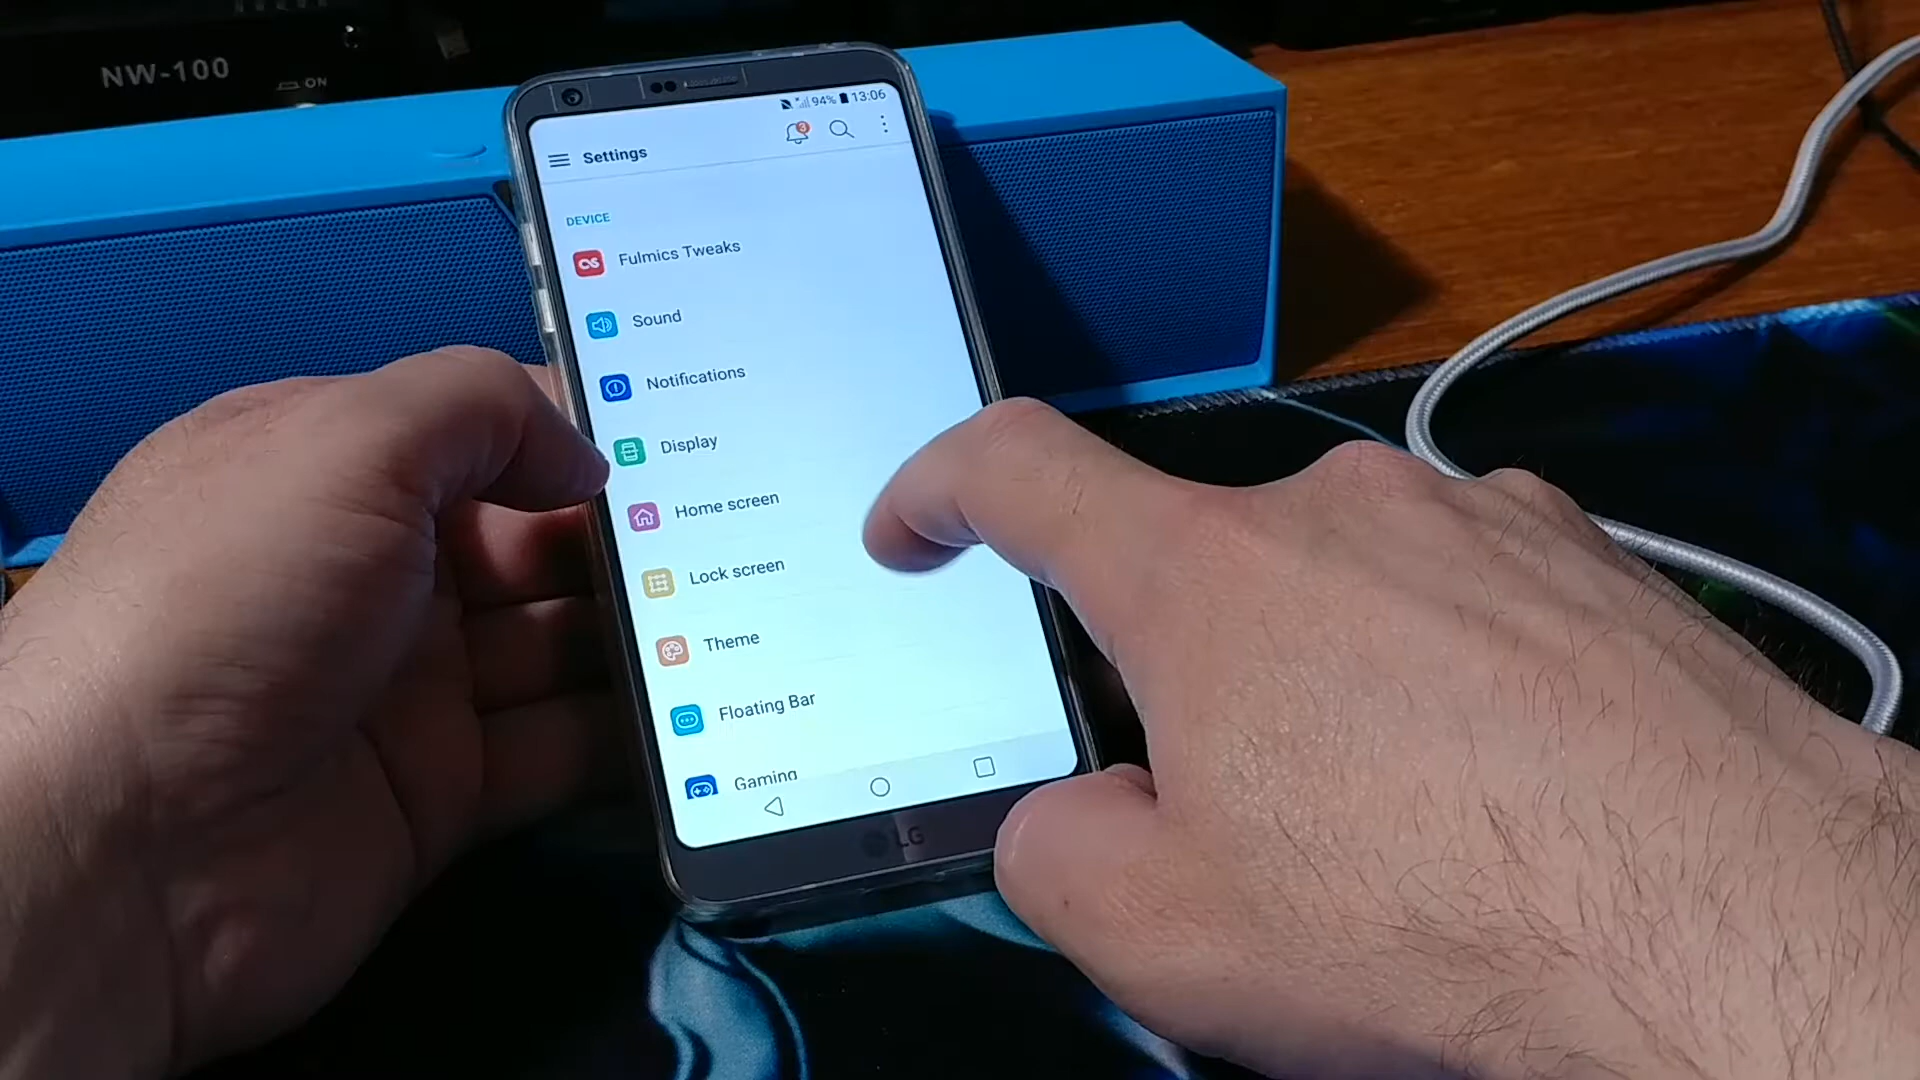 NW-100
ON
94% 13:06
3
Settings
DEVICE
Fulmics Tweaks
Sound
Notifications
Display
Home screen
Lock screen
Theme
Floating Bar
Gaming
LG